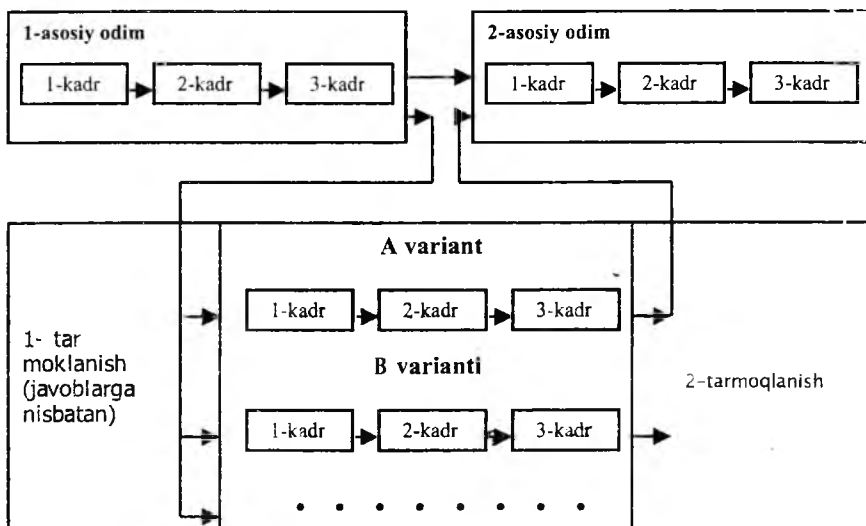 1-asosiy odim
1-kadr
2-kadr
3-kadr
2-asosiy odim
1-kadr
2-kadr
3-kadr
A variant
1-kadr
2-kadr
3-kadr
1- tar
moklanish
(javoblarga
nisbatan)
B varianti
1-kadr
2-kadr
3-kadr
2-tarmoqlanish
. . . . . . . .